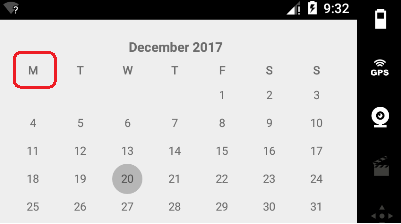 ? 9:32
December 2017
M T W T F S S
1 2 3
4 5 6 7 8 9 10
11 12 13 14 15 16 17
18 19 20 21 22 23 24
25 26 27 28 29 30 31
GPS